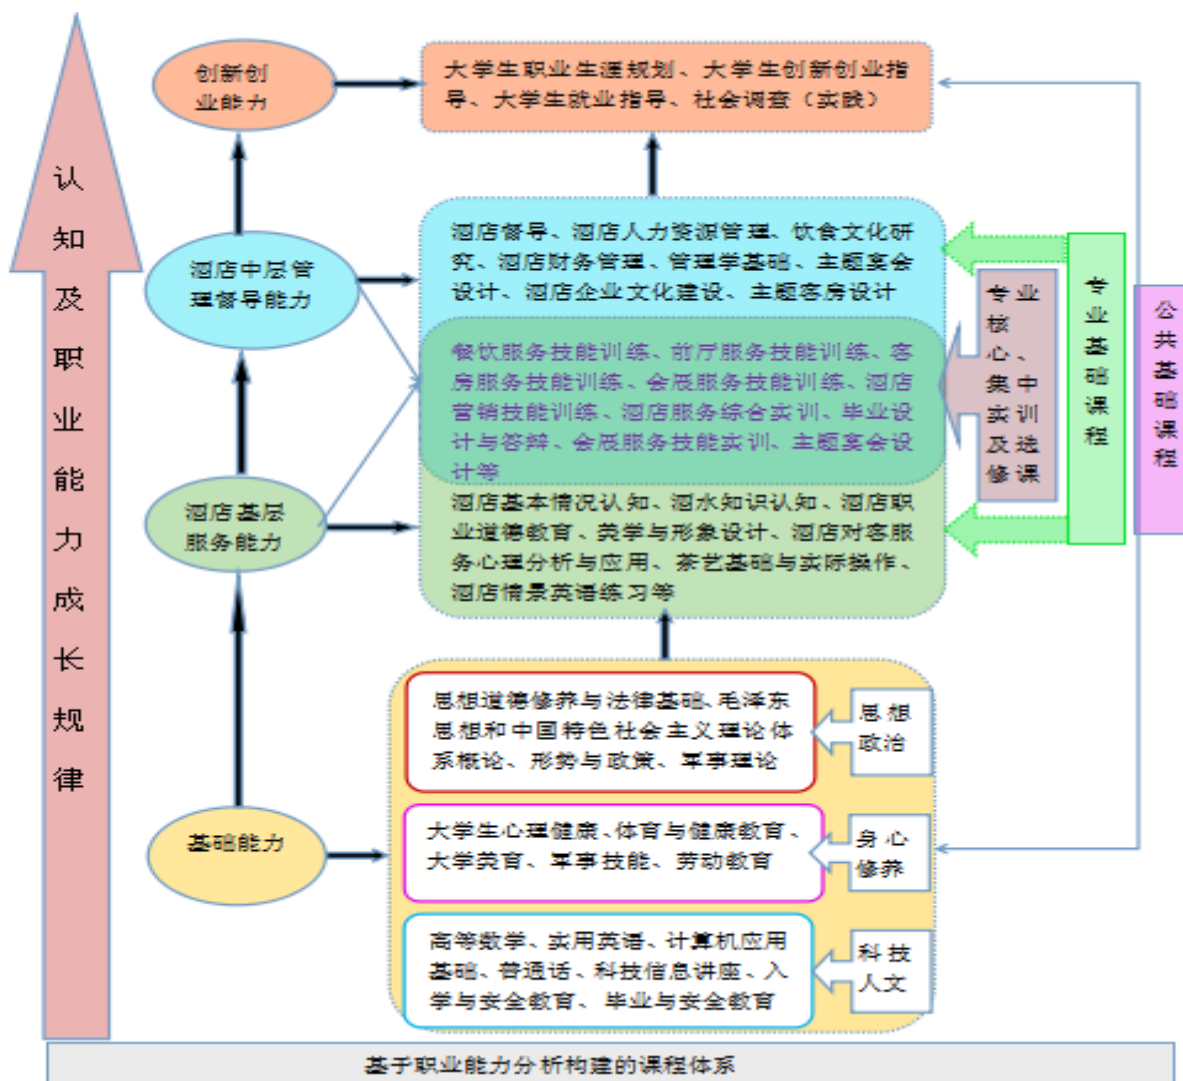 认知及职业能力成长规律
创新创
业能力
大学生职业生涯规划、大学生创新创业指
导、大学生就业指导、社会调查（实践）
酒店中层管
理督导能力
酒店督导、酒店人力资源管理、饮食文化研
究、酒店财务管理、管理学基础、主题宴会
设计、酒店企业文化建设、主题客房设计
餐饮服务技能训练、前厅服务技能训练、客
房服务技能训练、会展服务技能训练、酒店
营销技能训练、酒店服务综合实训、毕业设
计与答辩、会展服务技能实训、主题宴会设
计等
酒店基层
服务能力
酒店基本情况认知、酒水知识认知、酒店职
业道德教育、美学与形象设计、酒店对客服
务心理分析与应用、茶艺基础与实际操作、
酒店情景英语练习等
专业
核
心、
集中
实训
及选
修课
专业基础课程
公共基础课程
基础能力
思想道德修养与法律基础、毛泽东
思想和中国特色社会主义理论体
系概论、形势与政策、军事理论
思想
政治
大学生心理健康、体育与健康教育、
大学美育、军事技能、劳动教育
身心
修养
高等数学、实用英语、计算机应用
基础、普通话、科技信息讲座、入
学与安全教育、毕业与安全教育
科技
人文
基于职业能力分析构建的课程体系